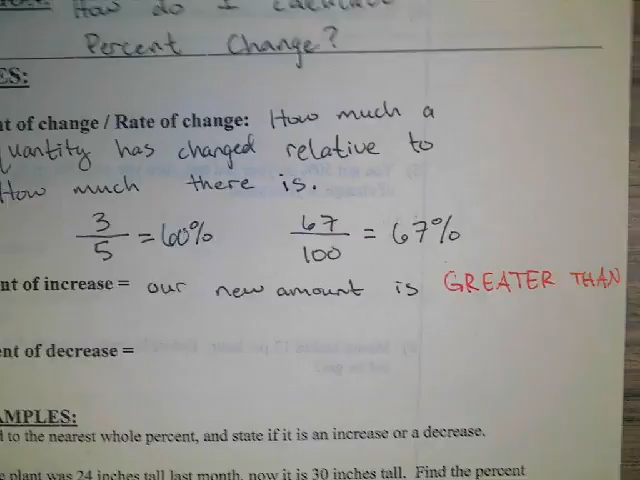 How do I calculate
Percent Change?
ES:
nt of change / Rate of change: How much a
quantity has changed relative to
How much there is.
3/5 = 60% 67/100 = 67%
nt of increase = our new amount is GREATER THAN
ent of decrease =
AMPLES:
d to the nearest whole percent, and state if it is an increase or a decrease.
e plant was 24 inches tall last month, now it is 30 inches tall. Find the percent